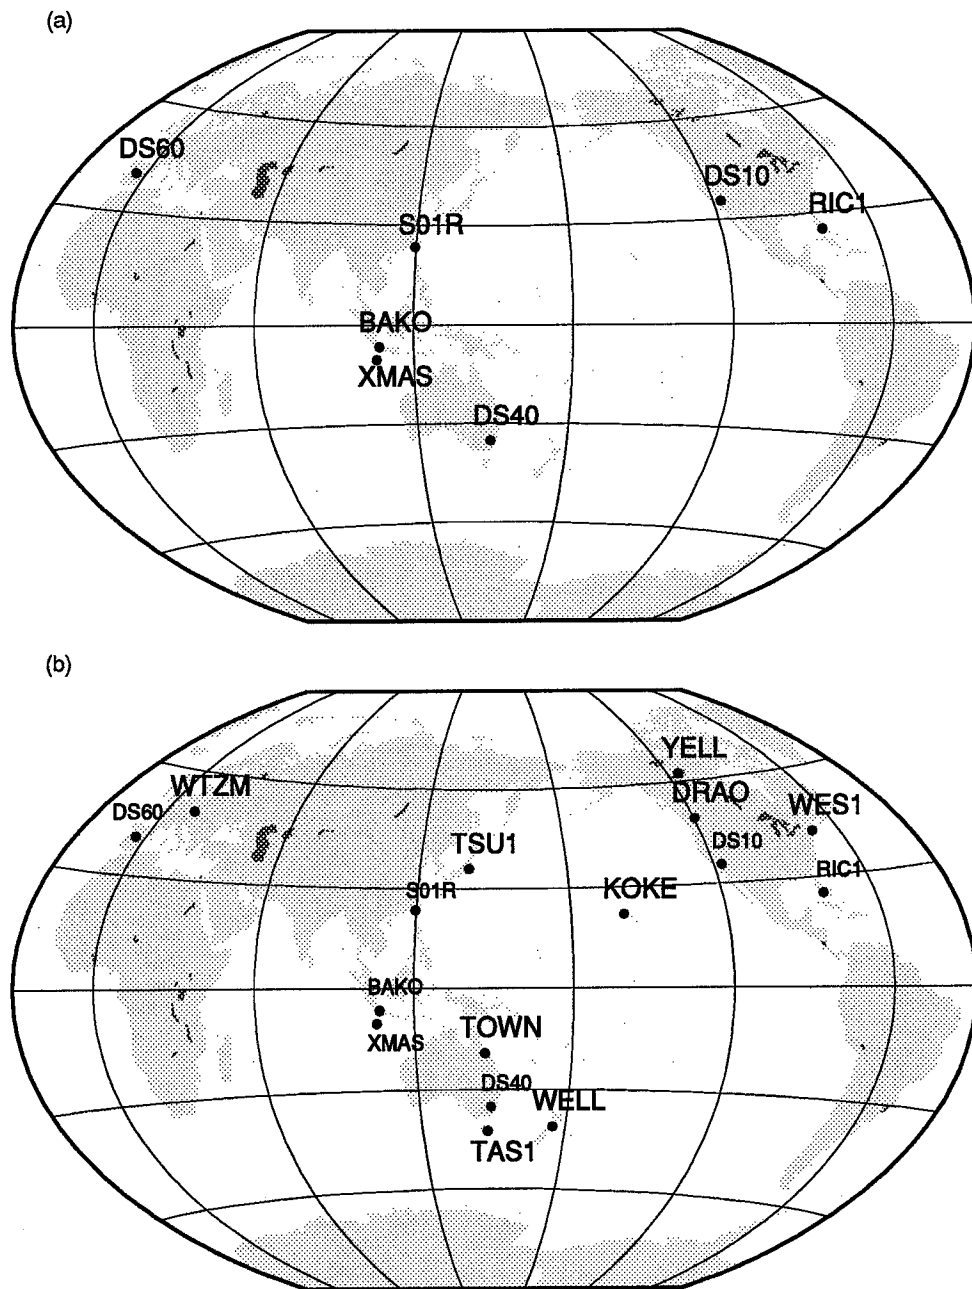 (a)
DS60
DS10
RIC1
S01R
BAKO
XMAS
DS40
(b)
YELL
WTZM
DRAO
WES1
DS60
TSU1
DS10
RIC1
S01R
KOKE
BAKO
XMAS
TOWN
DS40
WELL
TAS1